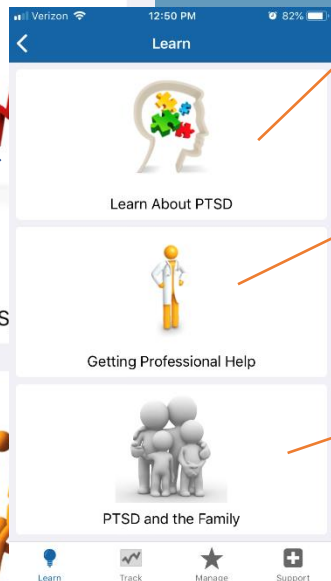 Verizon 12:50 PM 82%
Learn
Learn About PTSD
S
Getting Professional Help
PTSD and the Family
Learn Track Manage Support